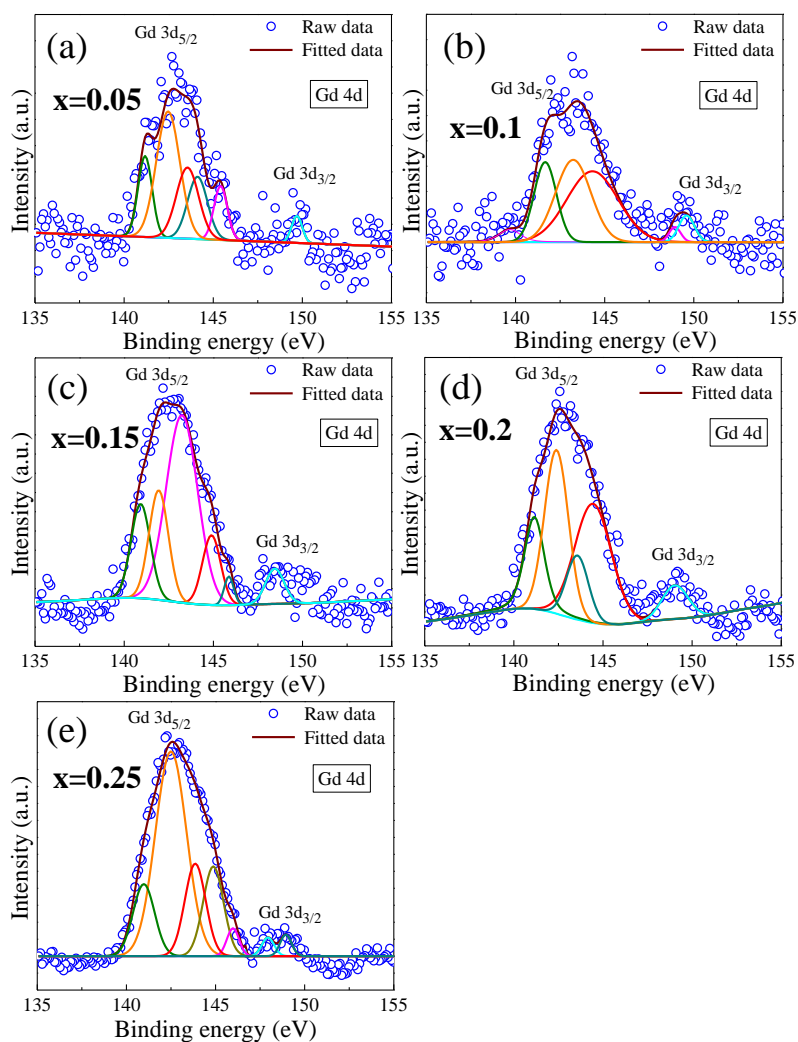 (a)
Gd 3d5/2
Raw data
Fitted data
x=0.05
Gd 4d
Gd 3d3/2
Intensity (a.u.)
135 140 145 150 155
Binding energy (eV)
(b)
Raw data
Fitted data
Gd 3d5/2
x=0.1
Gd 4d
Gd 3d3/2
Intensity (a.u.)
135 140 145 150 155
Binding energy (eV)
(c)
Gd 3d5/2
Raw data
Fitted data
x=0.15
Gd 4d
Gd 3d3/2
Intensity (a.u.)
135 140 145 150 155
Binding energy (eV)
(d)
Gd 3d5/2
Raw data
Fitted data
x=0.2
Gd 4d
Gd 3d3/2
Intensity (a.u.)
135 140 145 150 155
Binding energy (eV)
(e)
Gd 3d5/2
Raw data
Fitted data
x=0.25
Gd 4d
Gd 3d3/2
Intensity (a.u.)
135 140 145 150 155
Binding energy (eV)